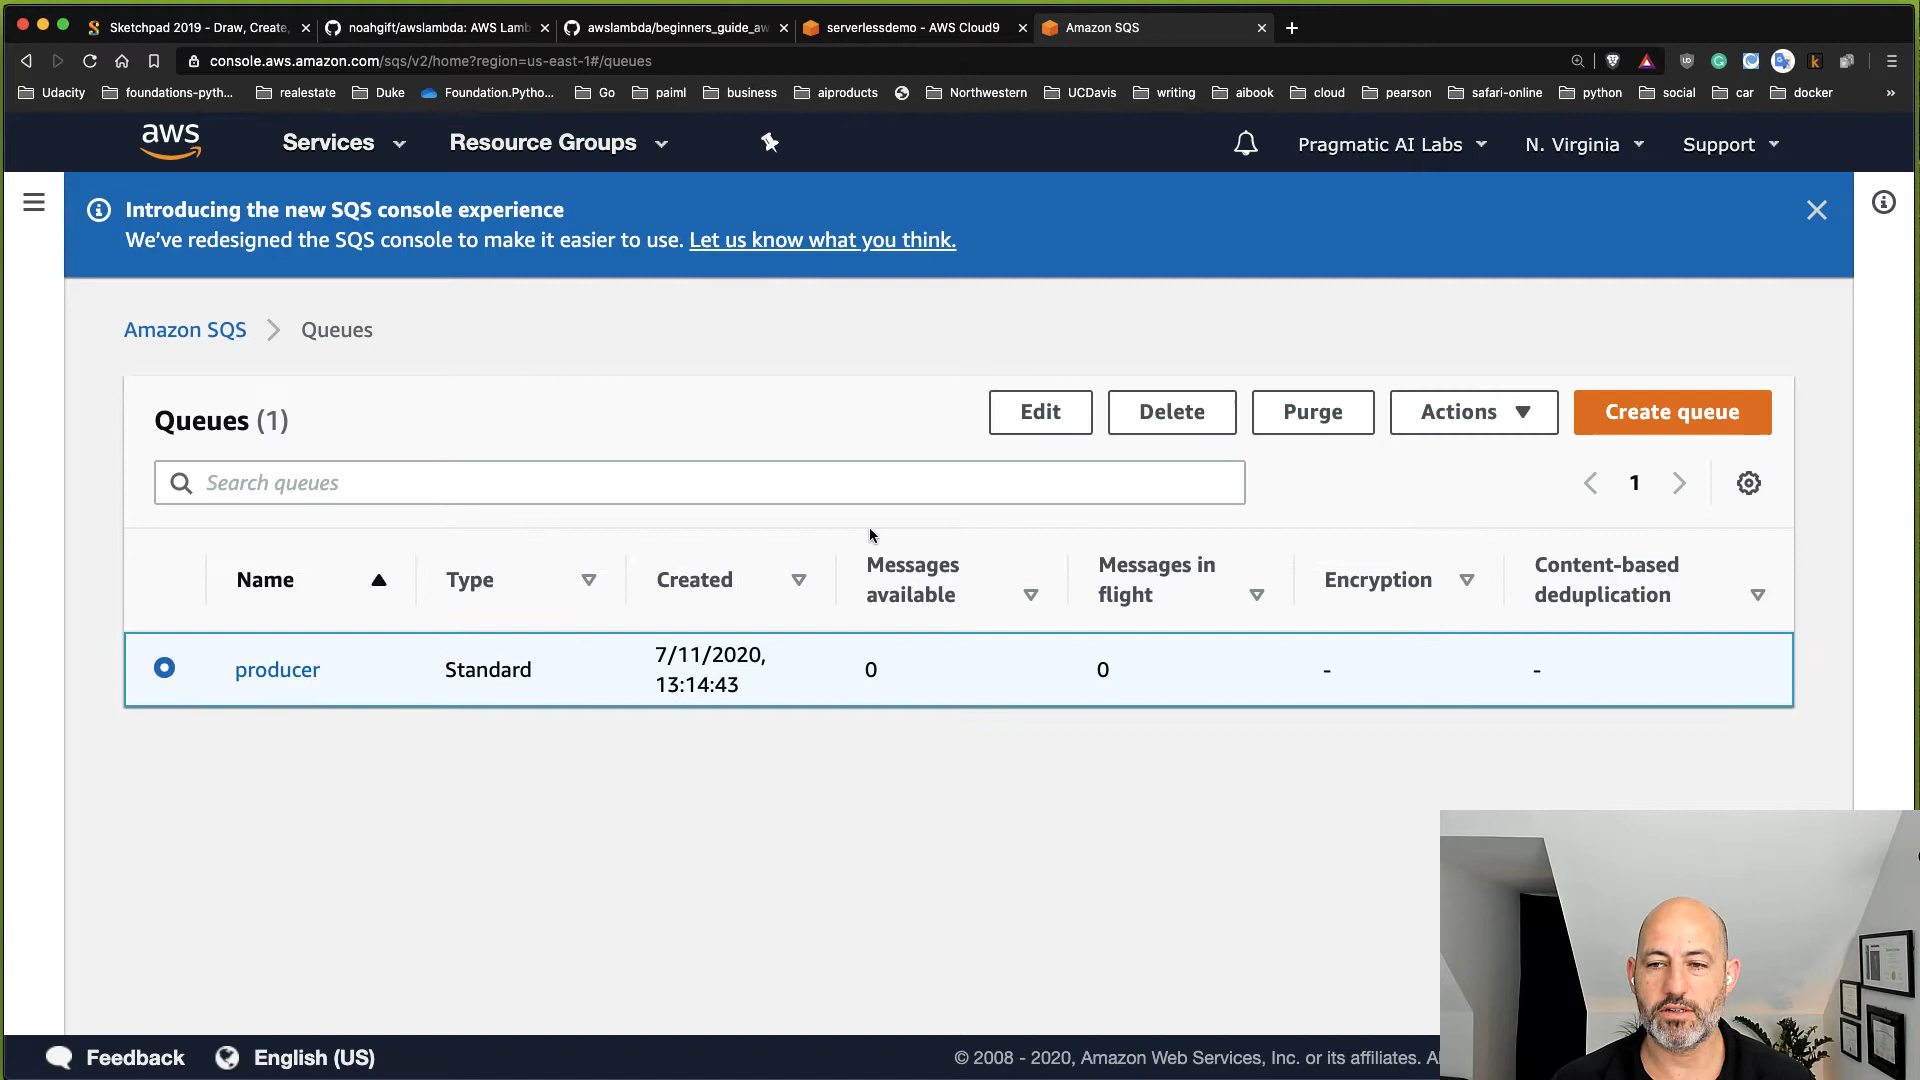 Sketchpad 2019 - Draw, Create,
noahgift/awslambda: AWS Lamb
awslambda/beginners_guide_aw
serverlessdemo - AWS Cloud9
Amazon SQS
console.aws.amazon.com/sqs/v2/home?region=us-east-1#/queues
Udacity
foundations-pyth...
realestate
Duke
Foundation.Pytho...
Go
paiml
business
aiproducts
Northwestern
UCDavis
writing
aibook
cloud
pearson
safari-online
python
social
car
docker
»
aws
Services
Resource Groups
Pragmatic AI Labs
N. Virginia
Support
Introducing the new SQS console experience
We've redesigned the SQS console to make it easier to use. Let us know what you think.
Amazon SQS
Queues
Queues (1)
Edit
Delete
Purge
Actions
Create queue
Search queues
1
Name
Type
Created
Messages available
Messages in flight
Encryption
Content-based deduplication
producer
Standard
7/11/2020, 13:14:43
0
0
-
-
Feedback
English (US)
© 2008 - 2020, Amazon Web Services, Inc. or its affiliates.